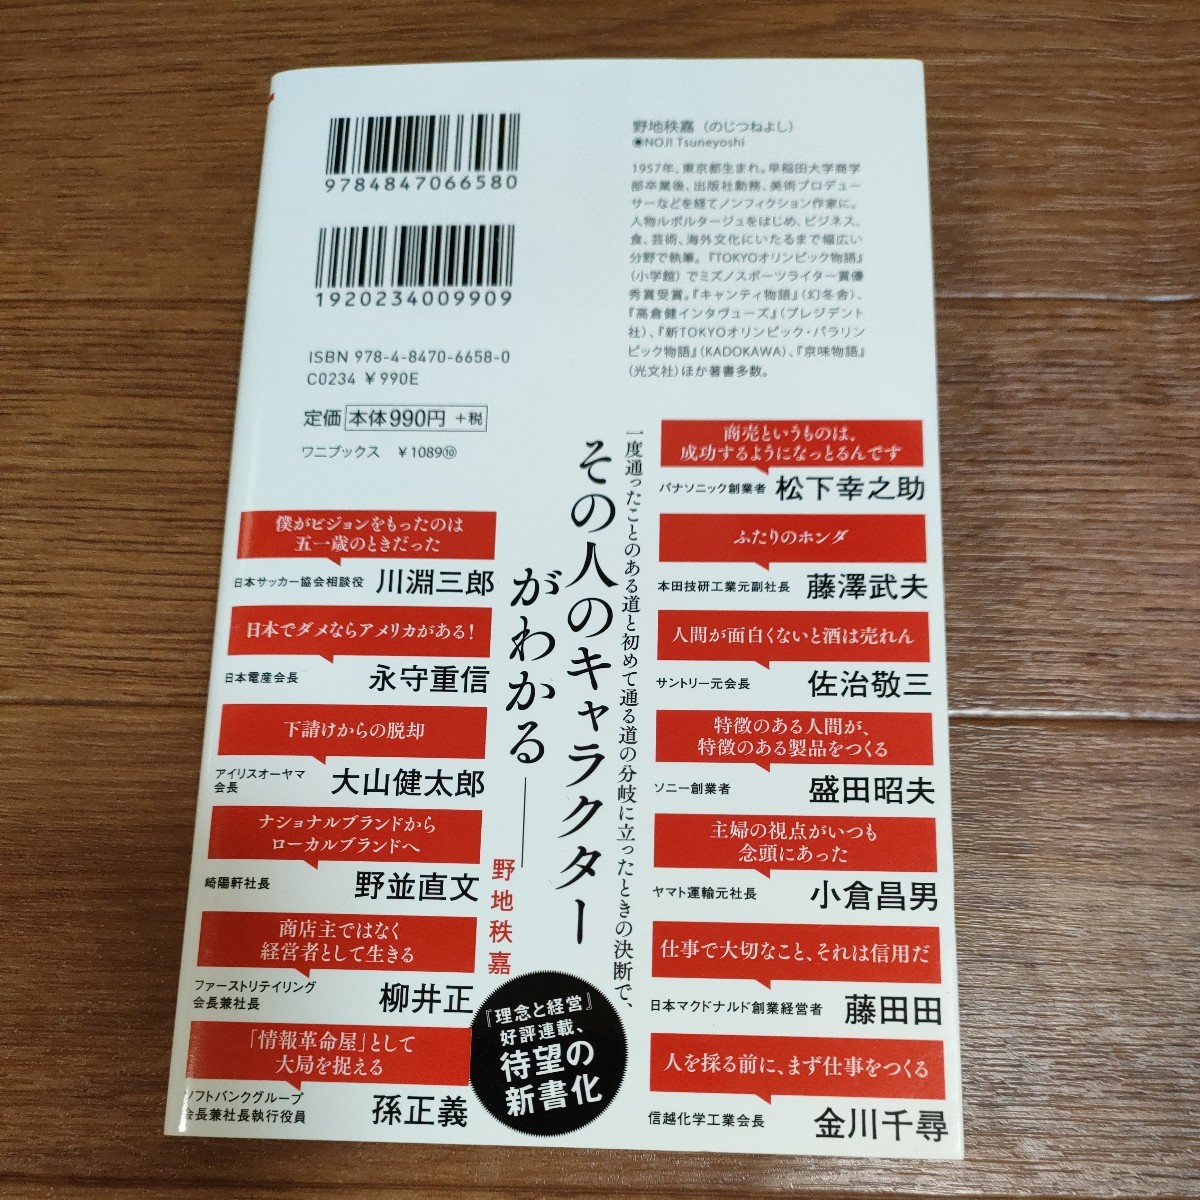 9784847066580
1920234009909
ISBN 978-4-8470-6658-0
C0234 ¥990E
定価 本体990円 +税
ワニブックス ¥1089⑩
野地秩嘉(のじつねよし)
◉NOJI Tsuneyoshi
1957年、東京都生まれ。早稲田大学商学
部卒業後、出版社勤務、美術プロデュー
サーなどを経てノンフィクション作家に。
人物ルポルタージュをはじめ、ビジネス、
食、芸術、海外文化にいたるまで幅広い
分野で執筆。『TOKYOオリンピック物語』
(小学館)でミズノスポーツライター賞優
秀賞受賞。『キャンティ物語』(幻冬舎)、
『高倉健インタヴューズ』(プレジデント
社)、『新TOKYOオリンピック・パラリン
ピック物語』(KADOKAWA)、『京味物語』
(光文社)ほか著書多数。
商売というものは、
成功するようになっとるんです
パナソニック創業者 松下幸之助
ふたりのホンダ
本田技研工業元副社長 藤澤武夫
人間が面白くないと酒は売れん
サントリー元会長 佐治敬三
特徴のある人間が、
特徴のある製品をつくる
ソニー創業者 盛田昭夫
主婦の視点がいつも
念頭にあった
ヤマト運輸元社長 小倉昌男
仕事で大切なこと、それは信用だ
日本マクドナルド創業経営者 藤田田
人を採る前に、まず仕事をつくる
信越化学工業会長 金川千尋
一度通ったことのある道と初めて通る道の分岐に立ったときの決断で、
その人のキャラクター
がわかる――
野地秩嘉
僕がビジョンをもったのは
五一歳のときだった
日本サッカー協会相談役 川淵三郎
日本でダメならアメリカがある!
日本電産会長 永守重信
下請けからの脱却
アイリスオーヤマ
会長 大山健太郎
ナショナルブランドから
ローカルブランドへ
崎陽軒社長 野並直文
商店主ではなく
経営者として生きる
ファーストリテイリング
会長兼社長 柳井正
「情報革命屋」として
大局を捉える
ソフトバンクグループ
会長兼社長執行役員 孫正義
『理念と経営』
好評連載、
待望の
新書化